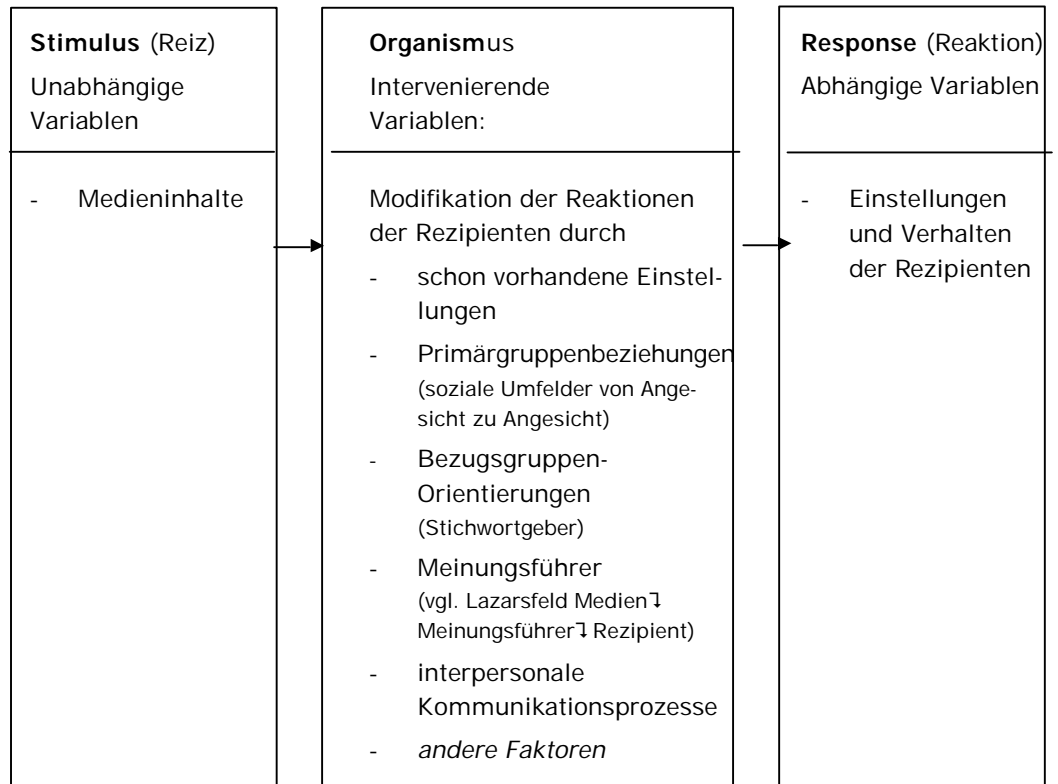 Stimulus (Reiz)
Unabhängige
Variablen
- Medieninhalte
Organismus
Intervenierende
Variablen:
Modifikation der Reaktionen
der Rezipienten durch
- schon vorhandene Einstel-
lungen
- Primärgruppenbeziehungen
(soziale Umfelder von Ange-
sicht zu Angesicht)
- Bezugsgruppen-
Orientierungen
(Stichwortgeber)
- Meinungsführer
(vgl. Lazarsfeld Medien↴
Meinungsführer↴ Rezipient)
- interpersonale
Kommunikationsprozesse
- andere Faktoren
Response (Reaktion)
Abhängige Variablen
- Einstellungen
und Verhalten
der Rezipienten